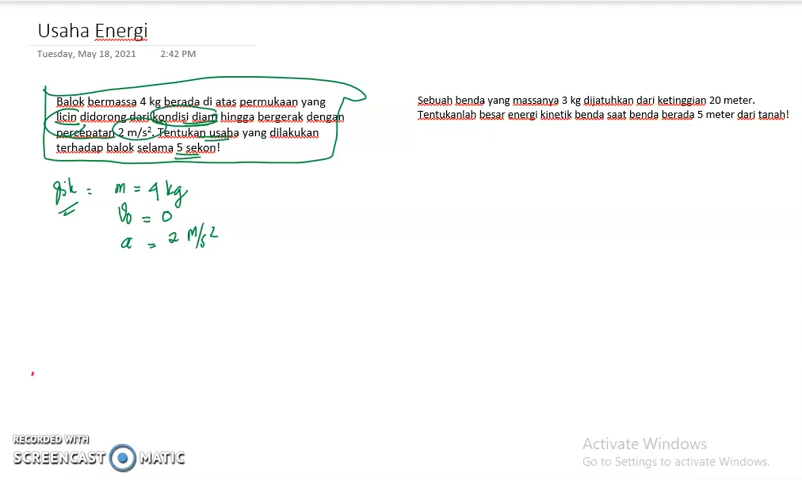 Usaha Energi
Tuesday, May 18, 2021 2:42 PM
Balok bermassa 4 kg berada di atas permukaan yang
licin didorong dari kondisi diam hingga bergerak dengan
percepatan 2 m/s². Tentukan usaha yang dilakukan
terhadap balok selama 5 sekon!
Sebuah benda yang massanya 3 kg dijatuhkan dari ketinggian 20 meter.
Tentukanlah besar energi kinetik benda saat benda berada 5 meter dari tanah!
Dik : m = 4 kg
V₀ = 0
a = 2 m/s²
RECORDED WITH
SCREENCAST MATIC
Activate Windows
Go to Settings to activate Windows.